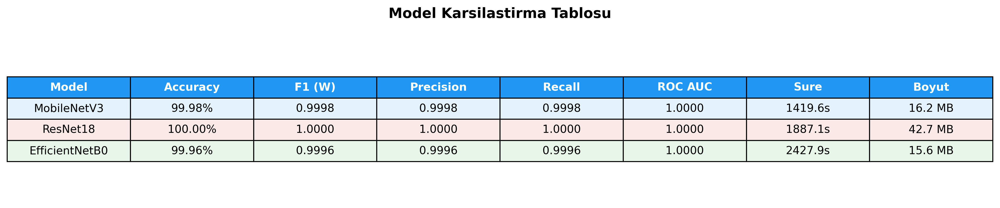 Model Karsilastirma Tablosu
Model Accuracy F1 (W) Precision Recall ROC AUC Sure Boyut
MobileNetV3 99.98% 0.9998 0.9998 0.9998 1.0000 1419.6s 16.2 MB
ResNet18 100.00% 1.0000 1.0000 1.0000 1.0000 1887.1s 42.7 MB
EfficientNetB0 99.96% 0.9996 0.9996 0.9996 1.0000 2427.9s 15.6 MB